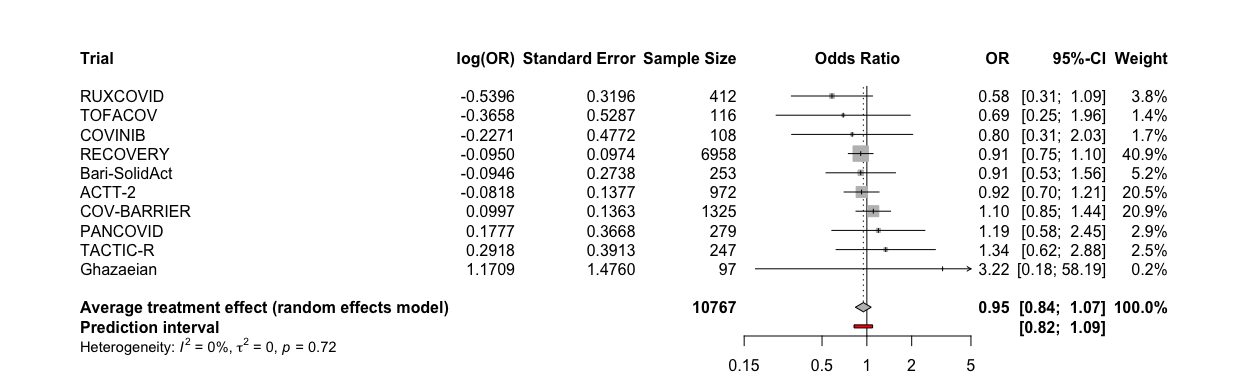 Trial log(OR) Standard Error Sample Size Odds Ratio OR 95%-CI Weight
RUXCOVID -0.5396 0.3196 412 0.58 [0.31; 1.09] 3.8%
TOFACOV -0.3658 0.5287 116 0.69 [0.25; 1.96] 1.4%
COVINIB -0.2271 0.4772 108 0.80 [0.31; 2.03] 1.7%
RECOVERY -0.0950 0.0974 6958 0.91 [0.75; 1.10] 40.9%
Bari-SolidAct -0.0946 0.2738 253 0.91 [0.53; 1.56] 5.2%
ACTT-2 -0.0818 0.1377 972 0.92 [0.70; 1.21] 20.5%
COV-BARRIER 0.0997 0.1363 1325 1.10 [0.85; 1.44] 20.9%
PANCOVID 0.1777 0.3668 279 1.19 [0.58; 2.45] 2.9%
TACTIC-R 0.2918 0.3913 247 1.34 [0.62; 2.88] 2.5%
Ghazaeian 1.1709 1.4760 97 3.22 [0.18; 58.19] 0.2%
Average treatment effect (random effects model) 10767 0.95 [0.84; 1.07] 100.0%
Prediction interval [0.82; 1.09]
Heterogeneity: I² = 0%, τ² = 0, p = 0.72
0.15 0.5 1 2 5